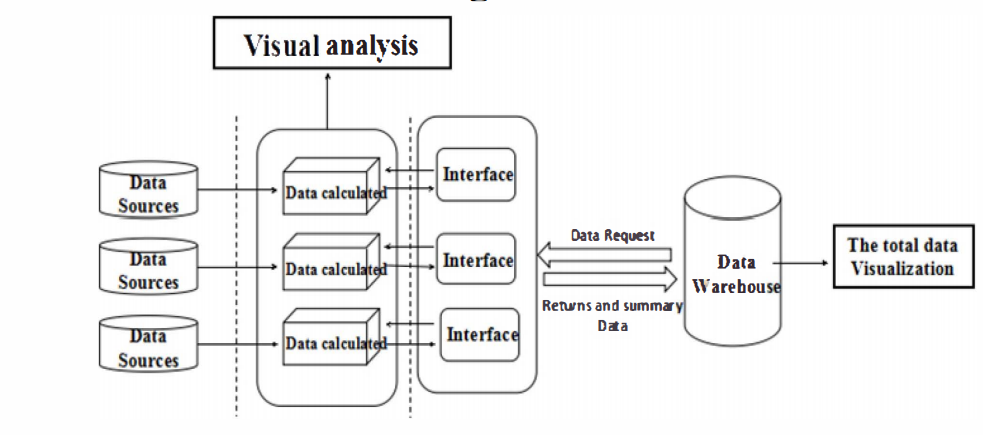 Visual analysis
Data
Sources
Data calculated
Interface
Data
Sources
Data calculated
Interface
Data
Sources
Data calculated
Interface
Data Request
Returns and summary
Data
Data
Warehouse
The total data
Visualization